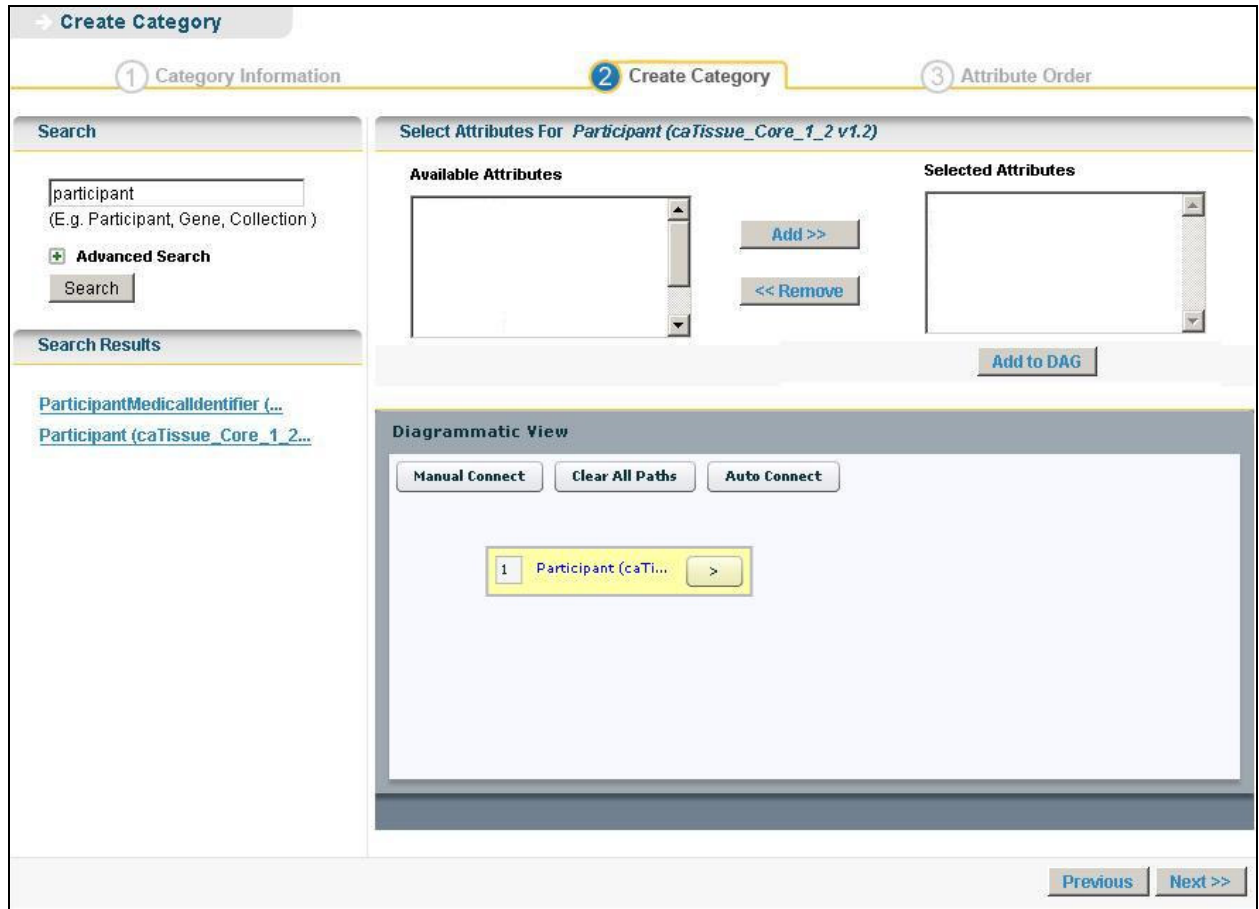 Create Category
1 Category Information
2 Create Category
3 Attribute Order
Search
participant
(E.g. Participant, Gene, Collection )
Advanced Search
Search
Search Results
ParticipantMedicalIdentifier (...
Participant (caTissue_Core_1_2...
Select Attributes For Participant (caTissue_Core_1_2 v1.2)
Available Attributes
Add >>
<< Remove
Selected Attributes
Add to DAG
Diagrammatic View
Manual Connect
Clear All Paths
Auto Connect
1 Participant (caTi... >
Previous
Next >>